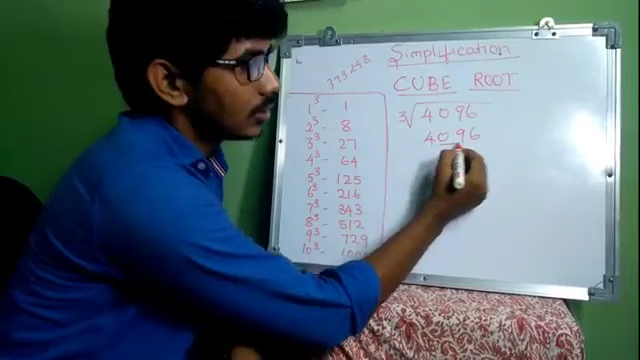 Simplification
773248
CUBE ROOT
1³ - 1
2³ - 8
3³ - 27
4³ - 64
5³ - 125
6³ - 216
7³ - 343
8³ - 512
9³ - 729
10³ -
3√4096
4096